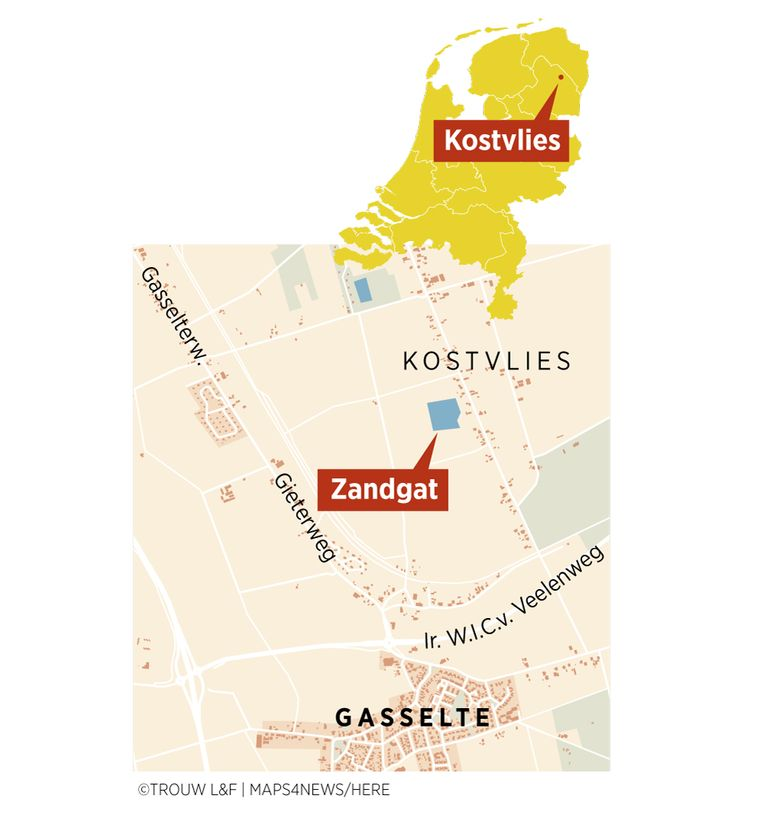 Kostvlies
Gasselterw.
KOSTVLIES
Zandgat
Gieterweg
Ir. W.I.C.v. Veelenweg
GASSELTE
©TROUW L&F | MAPS4NEWS/HERE